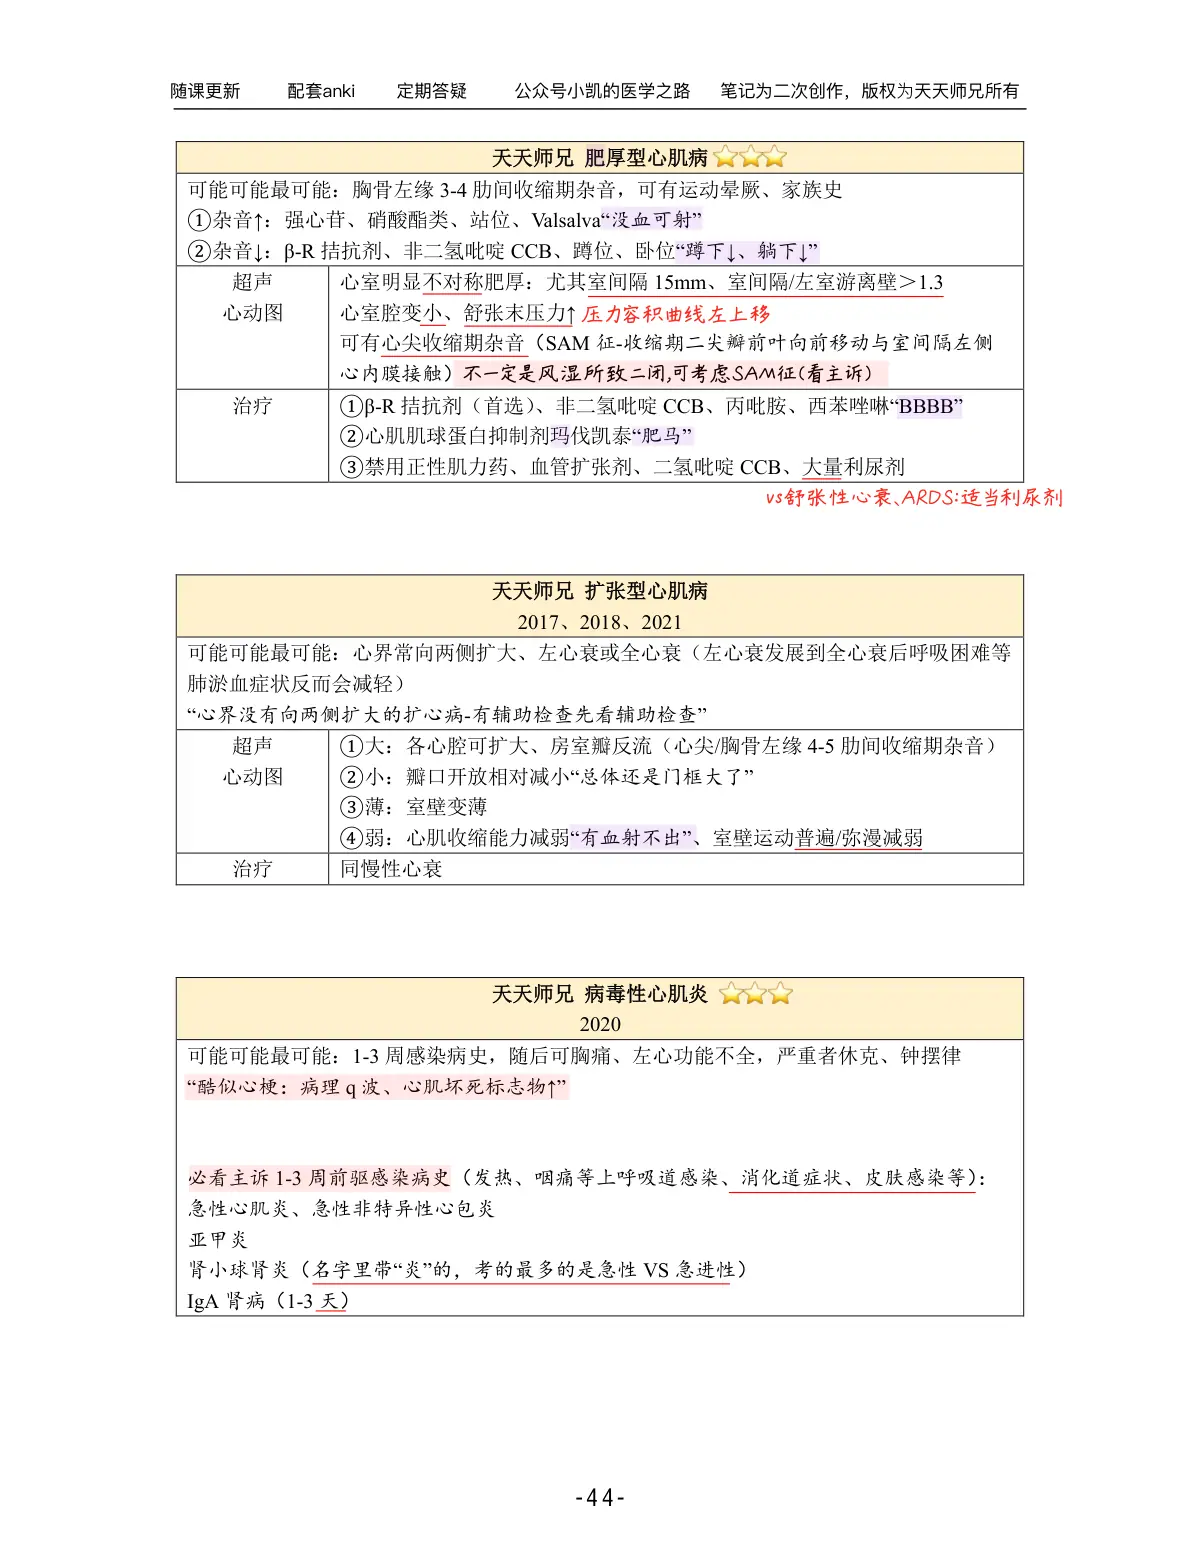 随课更新 配套anki 定期答疑 公众号小凯的医学之路 笔记为二次创作，版权为天天师兄所有
天天师兄 肥厚型心肌病
可能可能最可能：胸骨左缘 3-4 肋间收缩期杂音，可有运动晕厥、家族史
①杂音↑：强心苷、硝酸酯类、站位、Valsalva“没血可射”
②杂音↓：β-R 拮抗剂、非二氢吡啶 CCB、蹲位、卧位“蹲下↓、躺下↓”
超声
心动图
心室明显不对称肥厚：尤其室间隔 15mm、室间隔/左室游离壁＞1.3
心室腔变小、舒张末压力↑ 压力容积曲线左上移
可有心尖收缩期杂音（SAM 征-收缩期二尖瓣前叶向前移动与室间隔左侧
心内膜接触）不一定是风湿所致二闭,可考虑SAM征(看主诉)
治疗
①β-R 拮抗剂（首选）、非二氢吡啶 CCB、丙吡胺、西苯唑啉“BBBB”
②心肌肌球蛋白抑制剂玛伐凯泰“肥马”
③禁用正性肌力药、血管扩张剂、二氢吡啶 CCB、大量利尿剂
vs舒张性心衰、ARDS:适当利尿剂
天天师兄 扩张型心肌病
2017、2018、2021
可能可能最可能：心界常向两侧扩大、左心衰或全心衰（左心衰发展到全心衰后呼吸困难等
肺淤血症状反而会减轻）
“心界没有向两侧扩大的扩心病-有辅助检查先看辅助检查”
超声
心动图
①大：各心腔可扩大、房室瓣反流（心尖/胸骨左缘 4-5 肋间收缩期杂音）
②小：瓣口开放相对减小“总体还是门框大了”
③薄：室壁变薄
④弱：心肌收缩能力减弱“有血射不出”、室壁运动普遍/弥漫减弱
治疗
同慢性心衰
天天师兄 病毒性心肌炎
2020
可能可能最可能：1-3 周感染病史，随后可胸痛、左心功能不全，严重者休克、钟摆律
“酷似心梗：病理 q 波、心肌坏死标志物↑”
必看主诉 1-3 周前驱感染病史（发热、咽痛等上呼吸道感染、消化道症状、皮肤感染等）：
急性心肌炎、急性非特异性心包炎
亚甲炎
肾小球肾炎（名字里带“炎”的，考的最多的是急性 VS 急进性）
IgA 肾病（1-3 天）
-44-